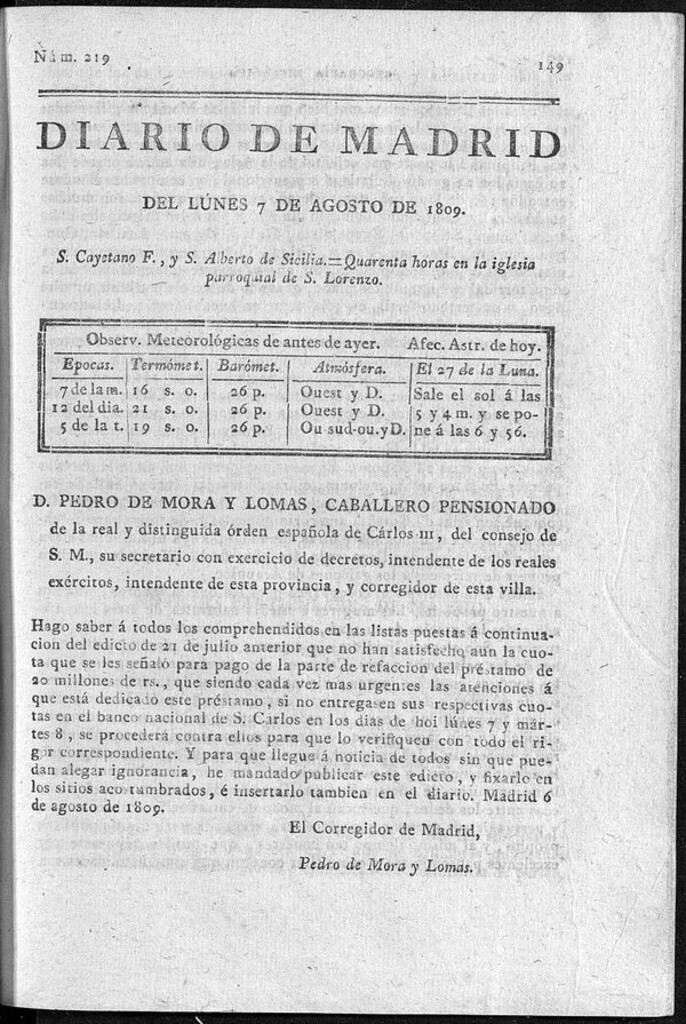 Núm. 219 149
DIARIO DE MADRID
DEL LÚNES 7 DE AGOSTO DE 1809.
S. Cayetano F., y S. Alberto de Sicilia.=Quarenta horas en la iglesia
parroquial de S. Lorenzo.
Observ. Meteorológicas de antes de ayer. Afec. Astr. de hoy.
Epocas. Termómet. Barómet. Atmósfera. El 27 de la Luna.
7 de la m. 16 s. o. 26 p. Ouest y D. Sale el sol á las
12 del dia. 21 s. o. 26 p. Ouest y D. 5 y 4 m. y se po-
5 de la t. 19 s. o. 26 p. Ou-sud-ou.yD. ne á las 6 y 56.
D. PEDRO DE MORA Y LOMAS, CABALLERO PENSIONADO
de la real y distinguida órden española de Cárlos III, del consejo de
S. M., su secretario con exercicio de decretos, intendente de los reales
exércitos, intendente de esta provincia, y corregidor de esta villa.
Hago saber á todos los comprehendidos en las listas puestas á continua-
cion del edicto de 21 de julio anterior que no han satisfecho aun la cuo-
ta que se les señaló para pago de la parte de refaccion del préstamo de
20 millones de rs., que siendo cada vez mas urgentes las atenciones á
que está dedicado este préstamo, si no entregasen sus respectivas cuo-
tas en el banco nacional de S. Carlos en los dias de hoi lúnes 7 y már-
tes 8, se procederá contra ellos para que lo verifiquen con todo el ri-
gor correspondiente. Y para que llegue á noticia de todos sin que pue-
dan alegar ignorancia, he mandado publicar este edicto, y fixarlo en
los sitios acostumbrados, é insertarlo tambien en el diario. Madrid 6
de agosto de 1809.
El Corregidor de Madrid,
Pedro de Mora y Lomas.